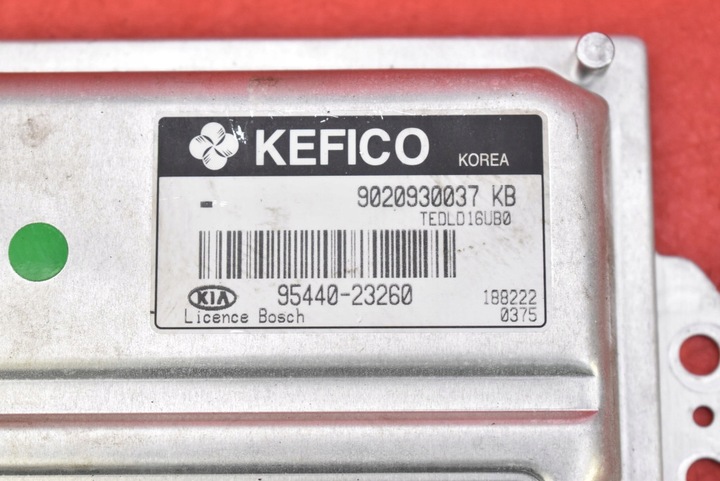 KEFICO KOREA
- 9020930037 KB
TEDLD16UB0
KIA 95440-23260 188222
Licence Bosch 0375